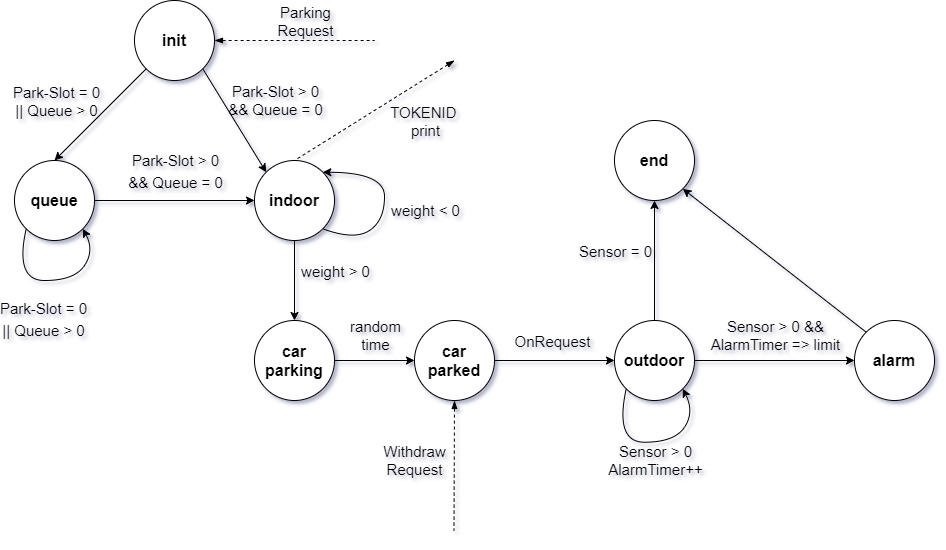 Parking
Request
init
Park-Slot = 0
|| Queue > 0
Park-Slot > 0
&& Queue = 0
TOKENID
print
Park-Slot > 0
&& Queue = 0
queue
indoor
weight < 0
end
Sensor = 0
weight > 0
Park-Slot = 0
|| Queue > 0
car
parking
random
time
car
parked
OnRequest
outdoor
Sensor > 0 &&
AlarmTimer => limit
alarm
Withdraw
Request
Sensor > 0
AlarmTimer++